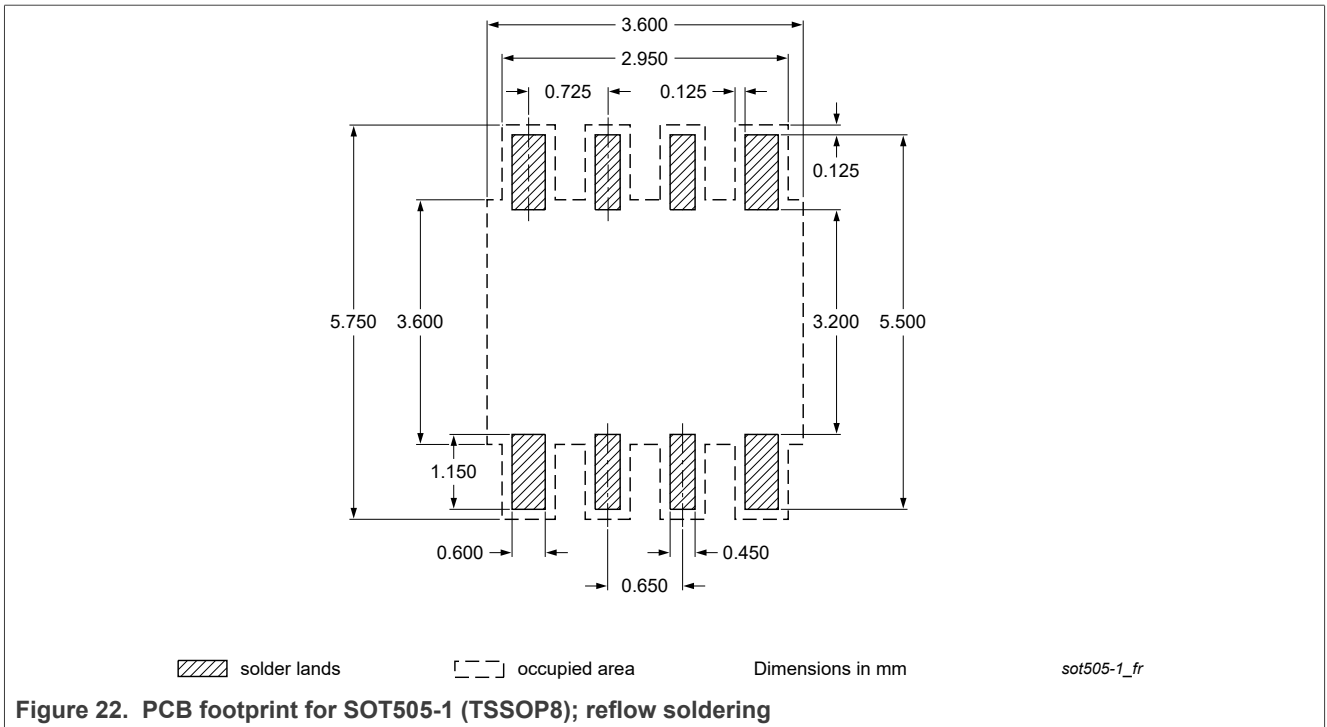 3.600
2.950
0.725 0.125
0.125
5.750 3.600 3.200 5.500
1.150
0.600 0.450
0.650
solder lands occupied area Dimensions in mm sot505-1_fr
Figure 22. PCB footprint for SOT505-1 (TSSOP8); reflow soldering